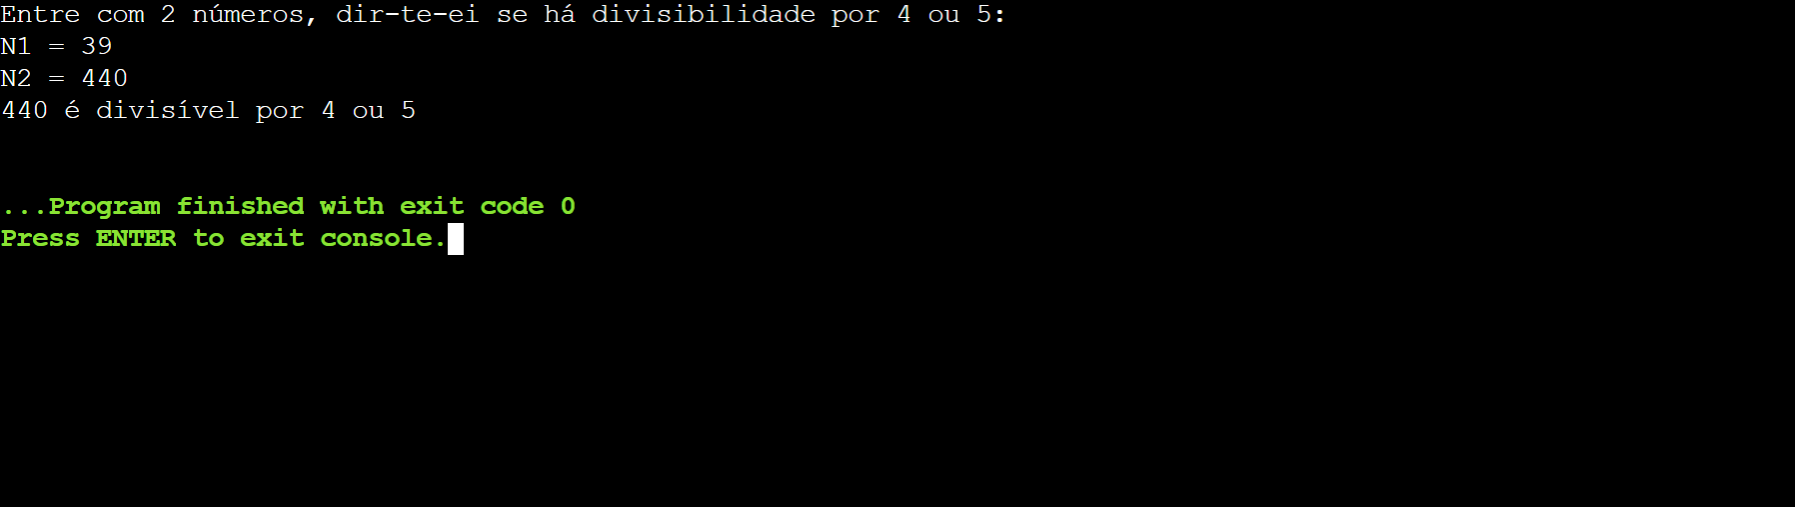 Entre com 2 números, dir-te-ei se há divisibilidade por 4 ou 5:
N1 = 39
N2 = 440
440 é divisível por 4 ou 5
...Program finished with exit code 0
Press ENTER to exit console.